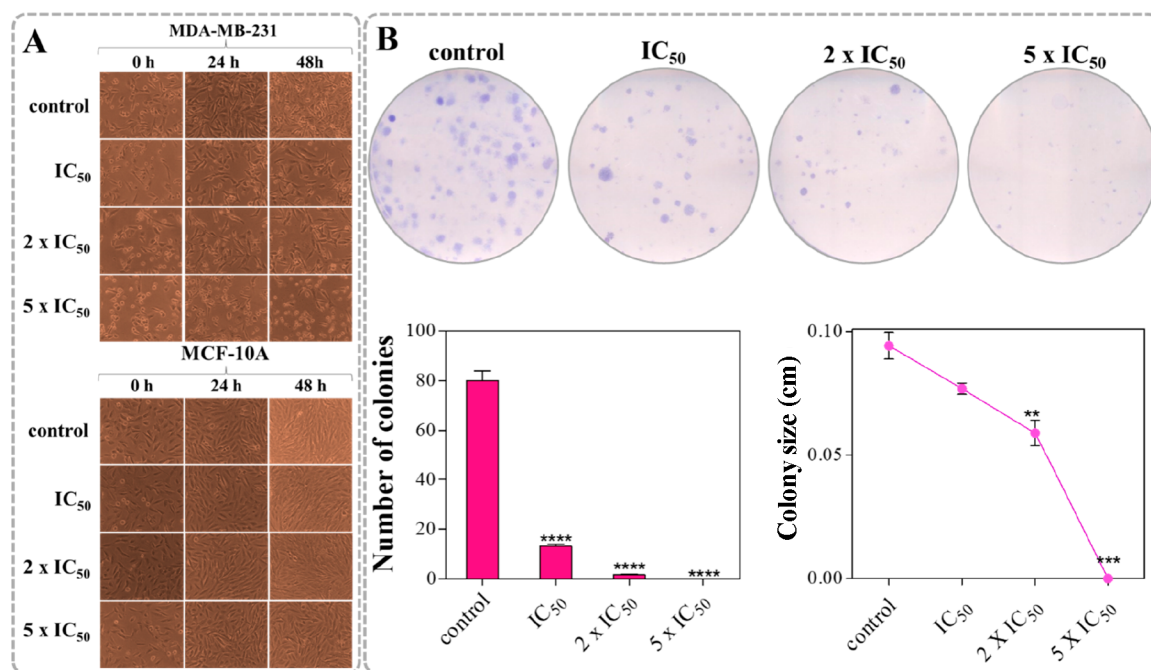 A
MDA-MB-231
0 h 24 h 48h
control
IC50
2 x IC50
5 x IC50
MCF-10A
0 h 24 h 48 h
control
IC50
2 x IC50
5 x IC50
B
control IC50 2 x IC50 5 x IC50
Number of colonies
100
80
60
40
20
0
**** **** ****
control IC50 2 x IC50 5 x IC50
Colony size (cm)
0.10
0.05
0.00
** ***
control IC50 2 X IC50 5 X IC50